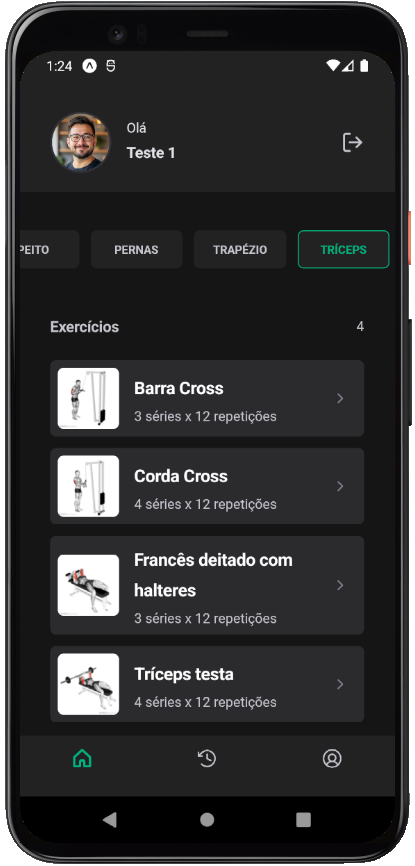 1:24
Olá
Teste 1
PEITO
PERNAS
TRAPÉZIO
TRÍCEPS
Exercícios
4
Barra Cross
3 séries x 12 repetições
Corda Cross
4 séries x 12 repetições
Francês deitado com
halteres
3 séries x 12 repetições
Tríceps testa
4 séries x 12 repetições